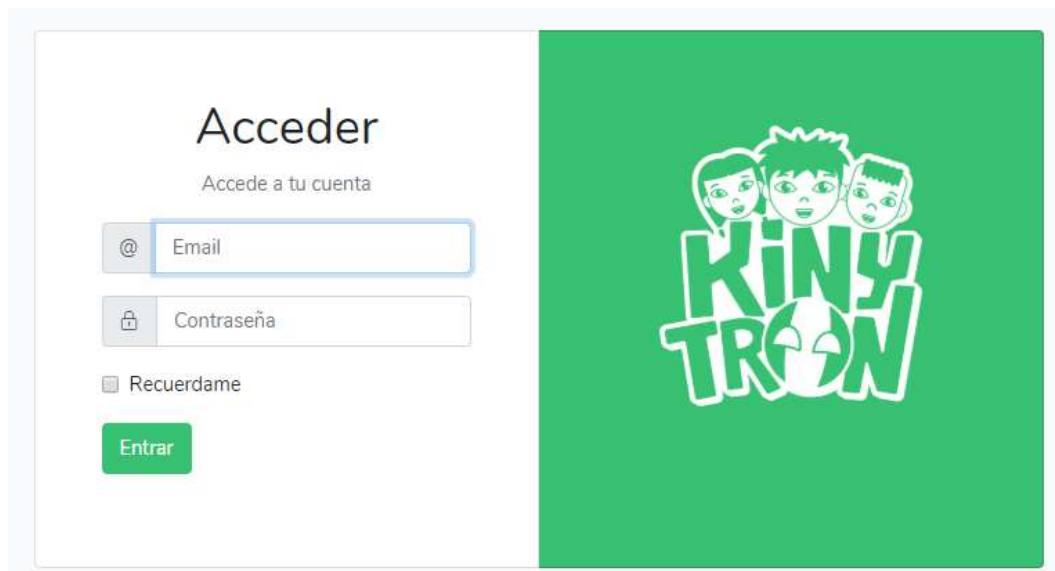 Acceder
Accede a tu cuenta
@ Email
Contraseña
Recuerdame
Entrar
KiNY
TRON